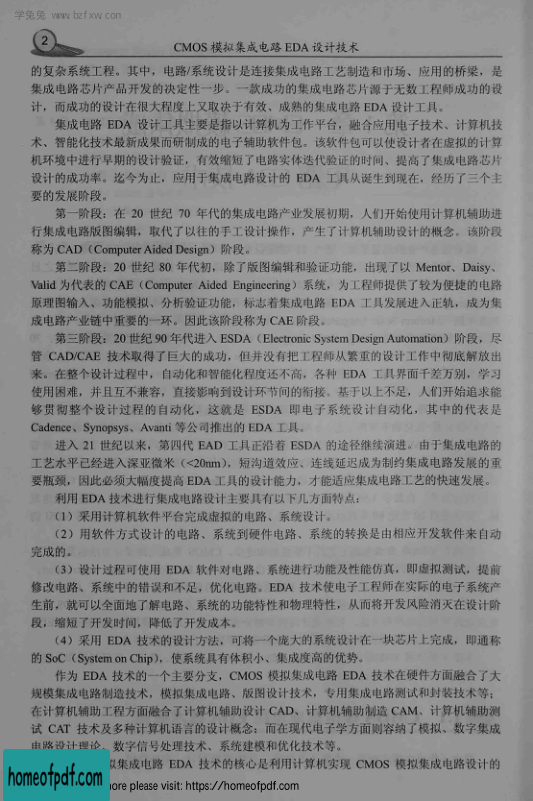 学兔兔 www.bzfxw.com
2
CMOS 模拟集成电路 EDA 设计技术
的复杂系统工程。其中，电路/系统设计是连接集成电路工艺制造和市场、应用的桥梁，是
集成电路芯片产品开发的决定性一步。一款成功的集成电路芯片源于无数工程师成功的设
计，而成功的设计在很大程度上又取决于有效、成熟的集成电路 EDA 设计工具。
集成电路 EDA 设计工具主要是指以计算机为工作平台，融合应用电子技术、计算机技
术、智能化技术最新成果而研制成的电子辅助软件包。该软件包可以使设计者在虚拟的计算
机环境中进行早期的设计验证，有效缩短了电路实体迭代验证的时间、提高了集成电路芯片
设计的成功率。迄今为止，应用于集成电路设计的 EDA 工具从诞生到现在，经历了三个主
要的发展阶段。
第一阶段：在 20 世纪 70 年代的集成电路产业发展初期，人们开始使用计算机辅助进
行集成电路版图编辑，取代了以往的手工设计操作，产生了计算机辅助设计的概念。该阶段
称为 CAD（Computer Aided Design）阶段。
第二阶段：20 世纪 80 年代初，除了版图编辑和验证功能，出现了以 Mentor、Daisy、
Valid 为代表的 CAE（Computer Aided Engineering）系统，为工程师提供了较为便捷的电路
原理图输入、功能模拟、分析验证功能，标志着集成电路 EDA 工具发展进入正轨，成为集
成电路产业链中重要的一环。因此该阶段称为 CAE 阶段。
第三阶段：20 世纪 90 年代进入 ESDA（Electronic System Design Automation）阶段，尽
管 CAD/CAE 技术取得了巨大的成功，但并没有把工程师从繁重的设计工作中彻底解放出
来。在整个设计过程中，自动化和智能化程度还不高，各种 EDA 工具界面千差万别，学习
使用困难，并且互不兼容，直接影响到设计环节间的衔接。基于以上不足，人们开始追求能
够贯彻整个设计过程的自动化，这就是 ESDA 即电子系统设计自动化，其中的代表是
Cadence、Synopsys、Avanti 等公司推出的 EDA 工具。
进入 21 世纪以来，第四代 EAD 工具正沿着 ESDA 的途径继续演进。由于集成电路的
工艺水平已经进入深亚微米（<20nm），短沟道效应、连线延迟成为制约集成电路发展的重
要瓶颈，因此必须大幅度提高 EDA 工具的设计能力，才能适应集成电路工艺的快速发展。
利用 EDA 技术进行集成电路设计主要具有以下几方面特点：
（1）采用计算机软件平台完成虚拟的电路、系统设计。
（2）用软件方式设计的电路、系统到硬件电路、系统的转换是由相应开发软件来自动
完成的。
（3）设计过程可使用 EDA 软件对电路、系统进行功能及性能仿真，即虚拟测试，提前
修改电路、系统中的错误和不足，优化电路。EDA 技术使电子工程师在实际的电子系统产
生前，就可以全面地了解电路、系统的功能特性和物理特性，从而将开发风险消灭在设计阶
段，缩短了开发时间，降低了开发成本。
（4）采用 EDA 技术的设计方法，可将一个庞大的系统设计在一块芯片上完成，即通称
的 SoC（System on Chip），使系统具有体积小、集成度高的优势。
作为 EDA 技术的一个主要分支，CMOS 模拟集成电路 EDA 技术在硬件方面融合了大
规模集成电路制造技术，模拟集成电路、版图设计技术，专用集成电路测试和封装技术等；
在计算机辅助工程方面融合了计算机辅助设计 CAD、计算机辅助制造 CAM、计算机辅助测
试 CAT 技术及多种计算机语言的设计概念；而在现代电子学方面则容纳了模拟、数字集成
电路设计理论、数字信号处理技术、系统建模和优化技术等。
拟集成电路 EDA 技术的核心是利用计算机实现 CMOS 模拟集成电路设计的
homeofpdf.com
ore please visit: https://homeofpdf.com